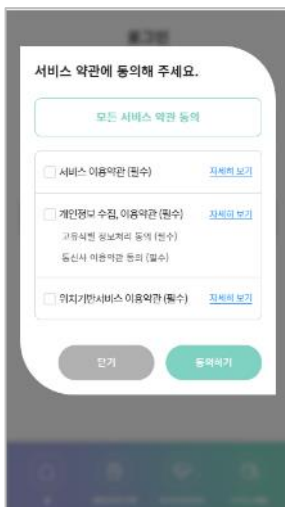 로그인
서비스 약관에 동의해 주세요.
모든 서비스 약관 동의
서비스 이용약관 (필수) 자세히 보기
개인정보 수집, 이용약관 (필수) 자세히 보기
고유식별 정보처리 동의 (필수)
통신사 이용약관 동의 (필수)
위치기반서비스 이용약관 (필수) 자세히 보기
닫기 동의하기